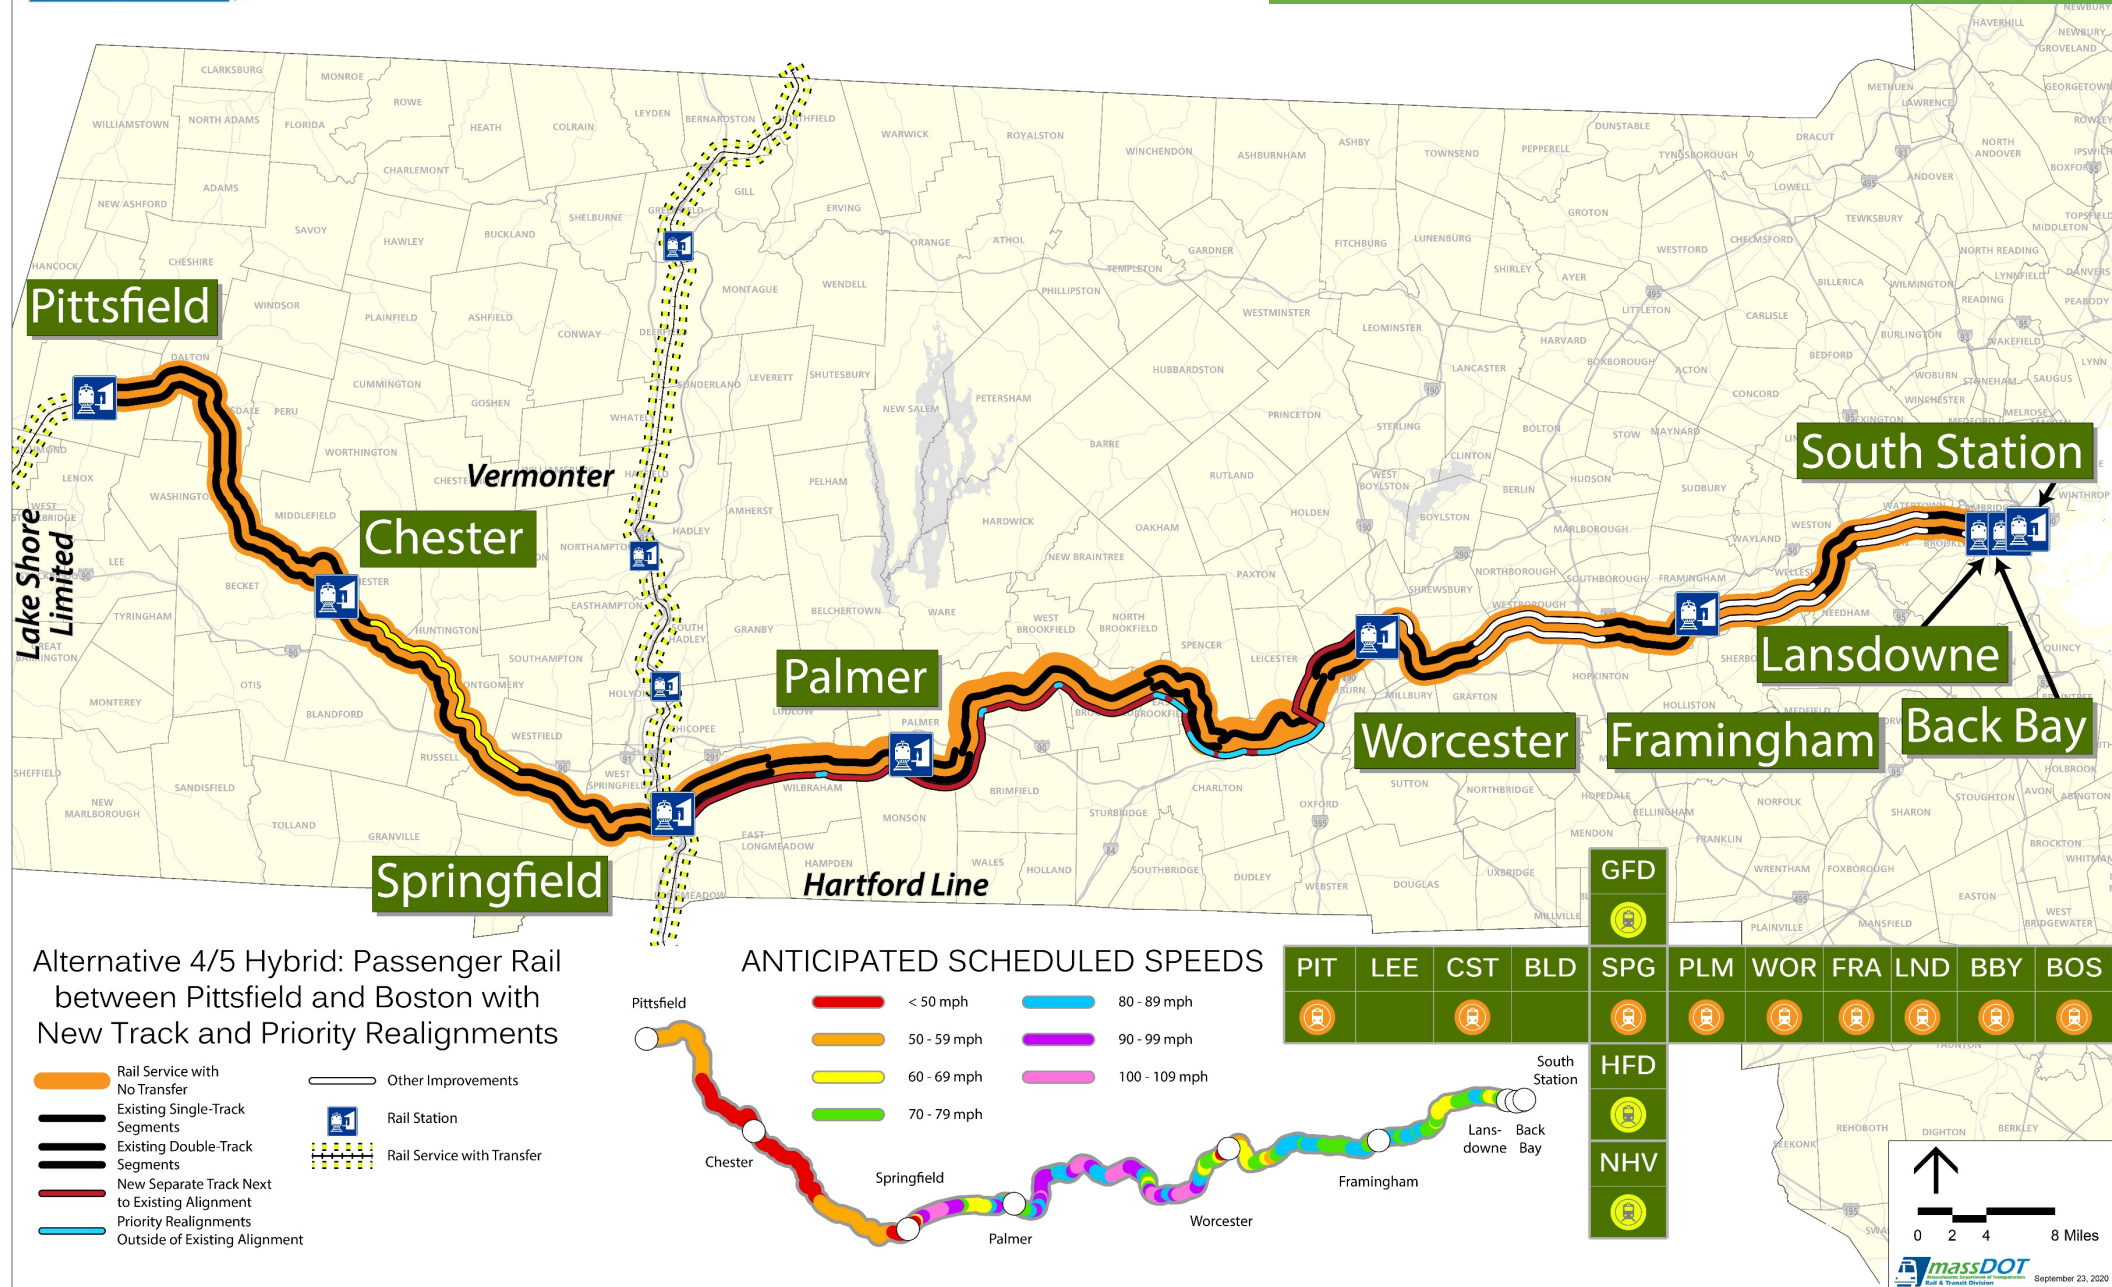 CLARKSBURG
MONROE
ROWE
WILLIAMSTOWN
NORTH ADAMS
FLORIDA
HEATH
COLRAIN
LEYDEN
BERNARDSTON
WARWICK
ROYALSTON
WINCHENDON
ASHBURNHAM
ASHBY
TOWNSEND
PEPPERELL
DUNSTABLE
TYNGSBOROUGH
DRACUT
METHUEN
LAWRENCE
HAVERHILL
NEWBURY
GROVELAND
GEORGETOWN
NORTH
ANDOVER
ANDOVER
LOWELL
TEWKSBURY
MIDDLETON
ADAMS
CHARLEMONT
NEW ASHFORD
SAVOY
HAWLEY
BUCKLAND
SHELBURNE
GILL
ERVING
ORANGE
ATHOL
GARDNER
TEMPLETON
PHILLIPSTON
FITCHBURG
LUNENBURG
GROTON
SHIRLEY
AYER
WESTFORD
CHELMSFORD
NORTH READING
LYNNFIELD
DANVERS
HANCOCK
CHESHIRE
WINDSOR
PLAINFIELD
ASHFIELD
CONWAY
MONTAGUE
WENDELL
WESTMINSTER
LEOMINSTER
LITTLETON
HARVARD
CARLISLE
BILLERICA
WILMINGTON
READING
PEABODY
BURLINGTON
WAKEFIELD
BEDFORD
Pittsfield
DALTON
PERU
CUMMINGTON
GOSHEN
WHATELY
SUNDERLAND
LEVERETT
SHUTESBURY
NEW SALEM
PETERSHAM
HUBBARDSTON
PRINCETON
LANCASTER
STERLING
BOLTON
BOXBOROUGH
ACTON
CONCORD
STOW
MAYNARD
WOBURN
STONEHAM
SAUGUS
LYNN
WINCHESTER
MELROSE
South Station
WINTHROP
LENOX
WASHINGTON
WORTHINGTON
MIDDLEFIELD
Vermonter
Chester
PELHAM
AMHERST
HADLEY
HARDWICK
BARRE
RUTLAND
OAKHAM
NEW BRAINTREE
HOLDEN
WEST
BOYLSTON
BOYLSTON
CLINTON
BERLIN
HUDSON
MARLBOROUGH
SUDBURY
WAYLAND
WESTON
Lake Shore
Limited
LEE
BECKET
TYRINGHAM
HUNTINGTON
SOUTHAMPTON
EASTHAMPTON
SOUTH
HADLEY
GRANBY
BELCHERTOWN
WARE
WEST
BROOKFIELD
NORTH
BROOKFIELD
SPENCER
PAXTON
LEICESTER
SHREWSBURY
NORTHBOROUGH
WESTBOROUGH
SOUTHBOROUGH
FRAMINGHAM
NEEDHAM
Lansdowne
QUINCY
MONTEREY
OTIS
BLANDFORD
RUSSELL
WESTFIELD
Palmer
PALMER
MILLBURY
GRAFTON
HOPKINTON
HOLLISTON
Worcester
Framingham
Back Bay
SHEFFIELD
NEW
MARLBOROUGH
SANDISFIELD
TOLLAND
GRANVILLE
WEST
SPRINGFIELD
WILBRAHAM
MONSON
BRIMFIELD
STURBRIDGE
CHARLTON
OXFORD
SUTTON
NORTHBRIDGE
HOPEDALE
MENDON
BELLINGHAM
NORFOLK
FRANKLIN
SHARON
STOUGHTON
AVON
HOLBROOK
ABINGTON
BROCKTON
Springfield
EAST
LONGMEADOW
HAMPDEN
WALES
HOLLAND
SOUTHBRIDGE
DUDLEY
WEBSTER
DOUGLAS
UXBRIDGE
MILLVILLE
WRENTHAM
FOXBOROUGH
PLAINVILLE
MANSFIELD
EASTON
WEST
BRIDGEWATER
Hartford Line
Alternative 4/5 Hybrid: Passenger Rail
between Pittsfield and Boston with
New Track and Priority Realignments
Rail Service with
No Transfer
Existing Single-Track
Segments
Existing Double-Track
Segments
New Separate Track Next
to Existing Alignment
Priority Realignments
Outside of Existing Alignment
Other Improvements
Rail Station
Rail Service with Transfer
ANTICIPATED SCHEDULED SPEEDS
< 50 mph
50 - 59 mph
60 - 69 mph
70 - 79 mph
80 - 89 mph
90 - 99 mph
100 - 109 mph
Pittsfield
Chester
Springfield
Palmer
Worcester
Framingham
Lans-
downe
Back
Bay
South
Station
GFD
PIT LEE CST BLD SPG PLM WOR FRA LND BBY BOS
HFD
NHV
SEEKONK
REHOBOTH
DIGHTON
BERKLEY
0 2 4 8 Miles
massDOT
Massachusetts Department of Transportation
Rail & Transit Division
September 23, 2020